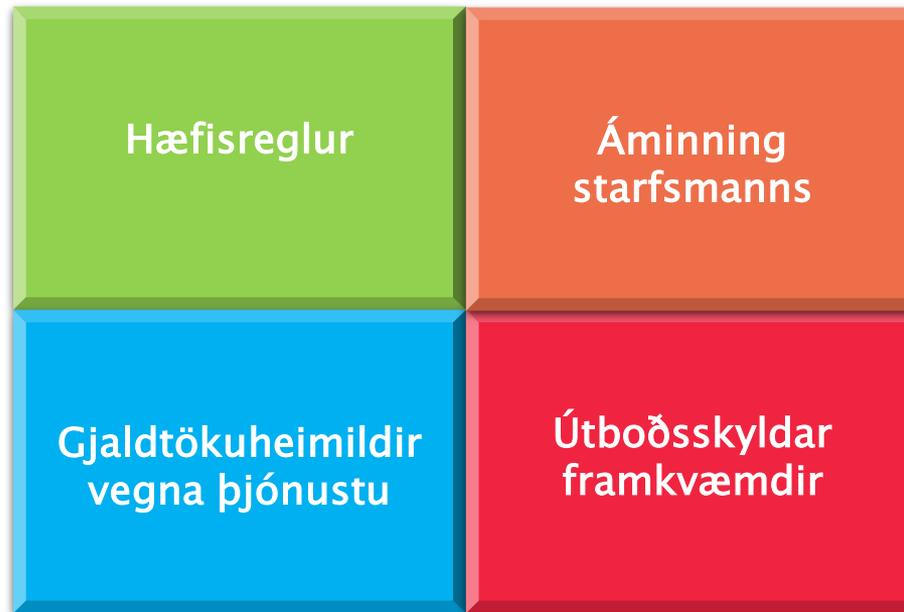 Hæfisreglur
Áminning
starfsmanns
Gjaldtökuheimildir
vegna þjónustu
Útboðsskyldar
framkvæmdir